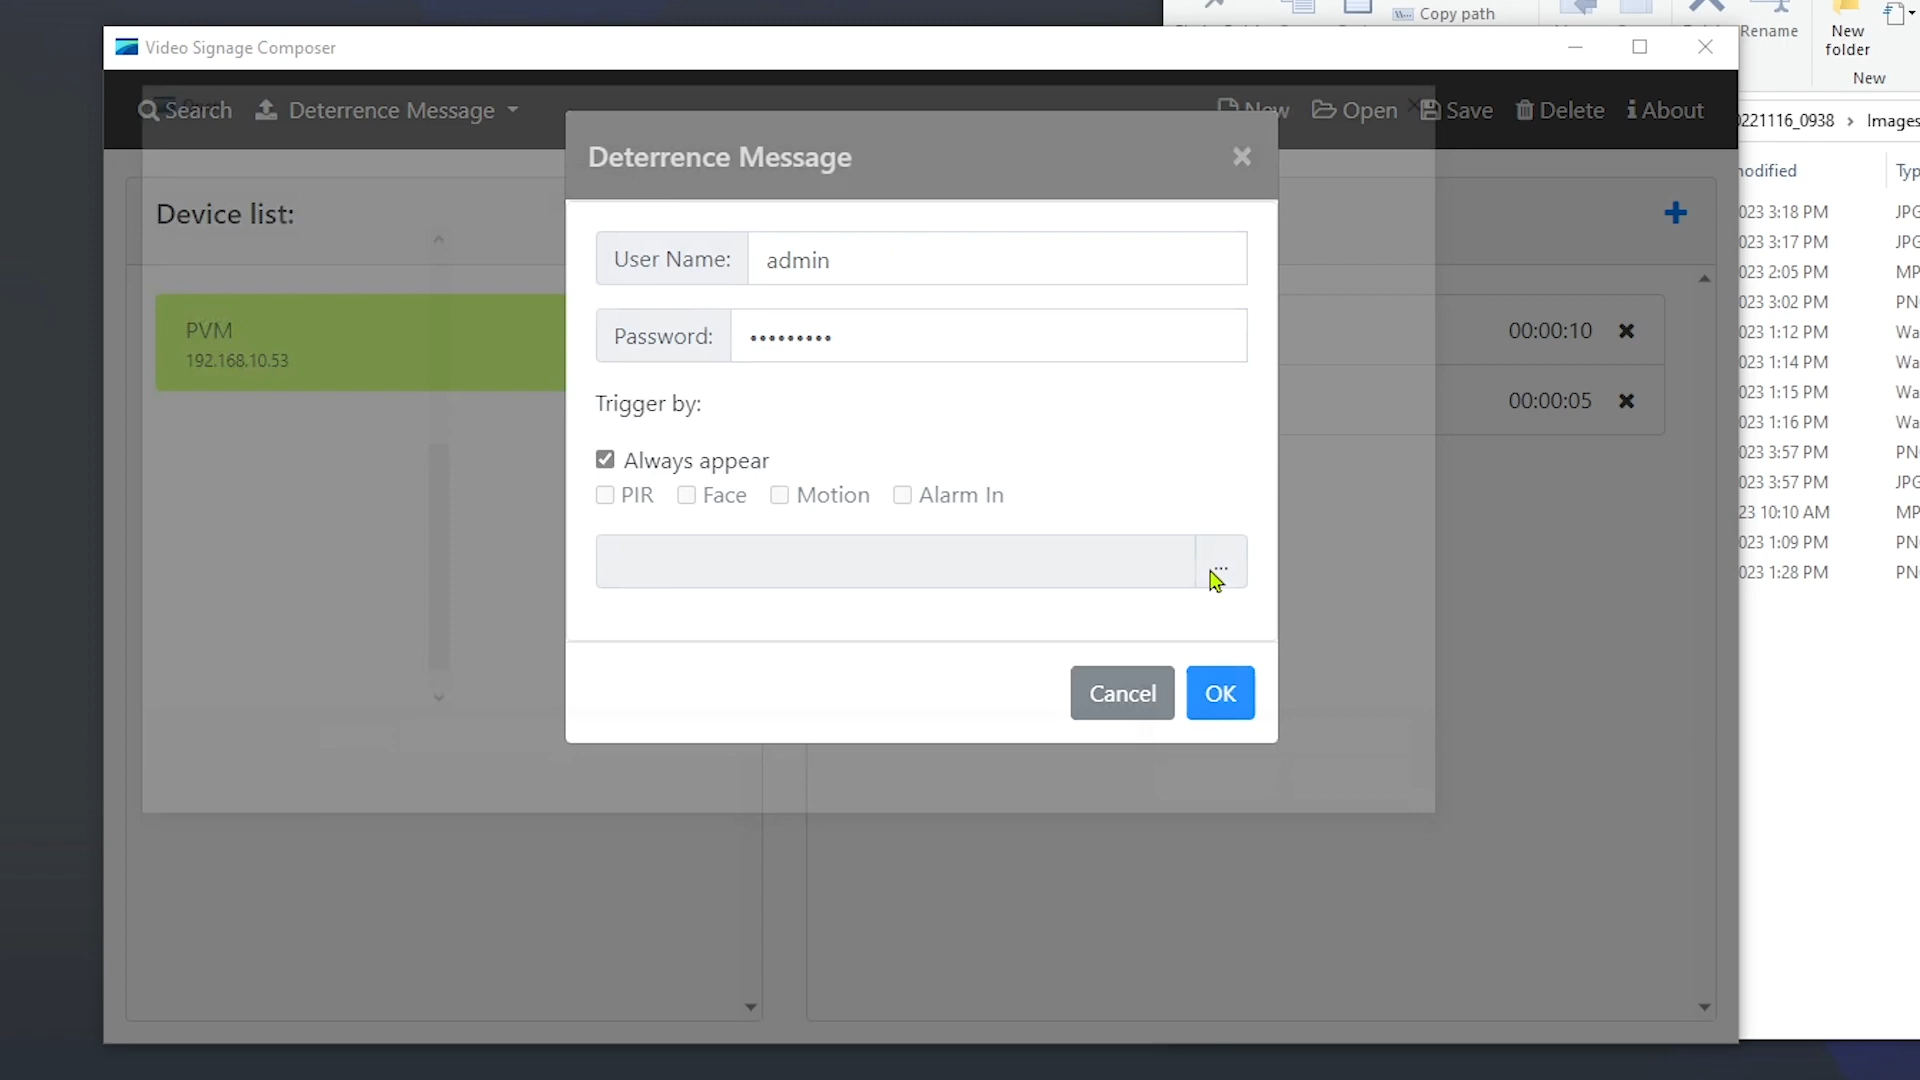 Copy path
Rename
New
folder
New
Video Signage Composer
Search
Deterrence Message
New
Open
Save
Delete
About
0221116_0938 > Images
Deterrence Message
modified
Device list:
User Name:
admin
023 3:18 PM
JPG
023 3:17 PM
JPG
023 2:05 PM
MP
023 3:02 PM
PN
PVM
192.168.10.53
Password:
•••••••••
00:00:10
023 1:12 PM
Wa
023 1:14 PM
Wa
Trigger by:
00:00:05
023 1:15 PM
Wa
023 1:16 PM
Wa
Always appear
023 3:57 PM
PN
PIR
Face
Motion
Alarm In
023 3:57 PM
JPG
23 10:10 AM
MP
023 1:09 PM
PN
...
023 1:28 PM
PN
Cancel
OK